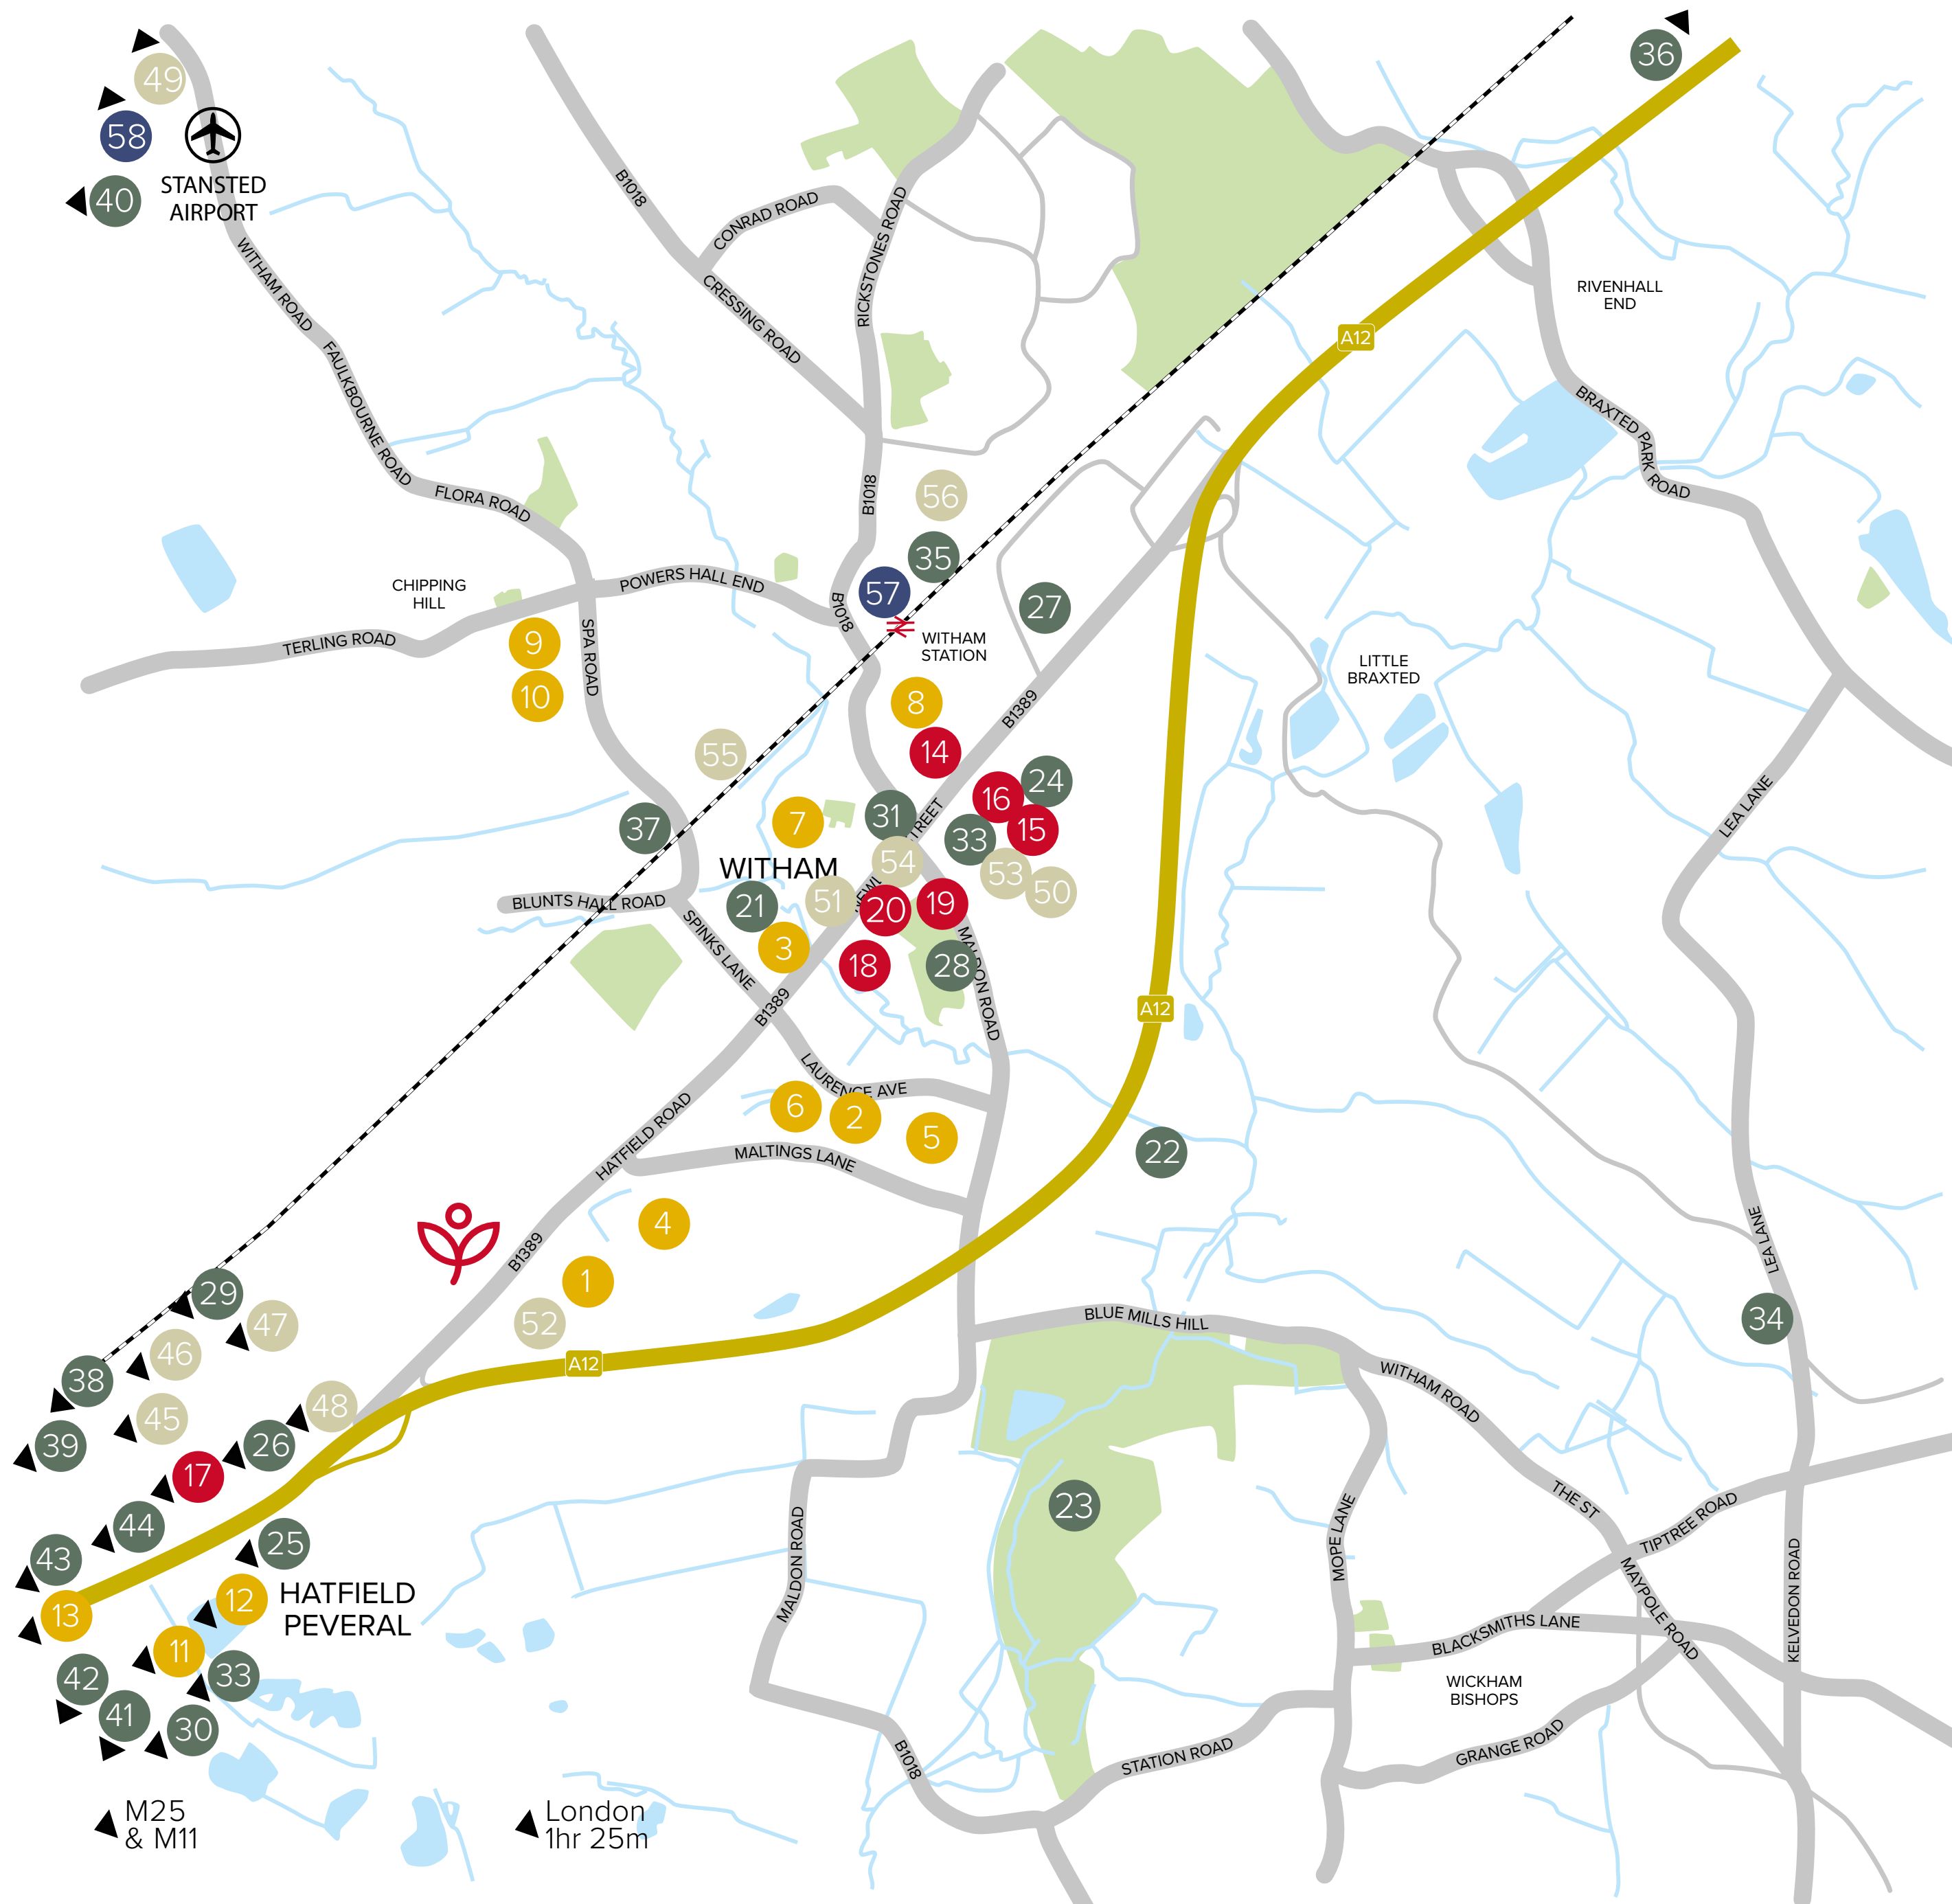 36
49
58
40
STANSTED
AIRPORT
B1018
CONRAD ROAD
RICKSTONES ROAD
WITHAM ROAD
CRESSING ROAD
RIVENHALL
END
A12
FAULKBOURNE ROAD
BRAXTED PARK ROAD
FLORA ROAD
B1018
56
35
57
CHIPPING
HILL
POWERS HALL END
B1018
27
TERLING ROAD
SPA ROAD
9
10
WITHAM
STATION
LITTLE
BRAXTED
8
B1389
14
55
24
16
15
31
33
7
37
LEA LANE
WITHAM
54
53
50
51
20
19
21
BLUNTS HALL ROAD
SPINKS LANE
3
18
28
MALDON ROAD
B1389
A12
LAURENCE AVE
6
2
5
HATFIELD ROAD
MALTINGS LANE
22
4
B1389
1
52
LEA LANE
29
47
46
38
45
48
39
26
A12
BLUE MILLS HILL
34
WITHAM ROAD
17
44
43
25
23
THE ST
TIPTREE ROAD
MOPE LANE
MALDON ROAD
KELVEDON ROAD
MAYPOLE ROAD
13
12
HATFIELD
PEVERAL
11
33
42
41
30
BLACKSMITHS LANE
WICKHAM
BISHOPS
GRANGE ROAD
STATION ROAD
B1018
M25
& M11
London
1hr 25m